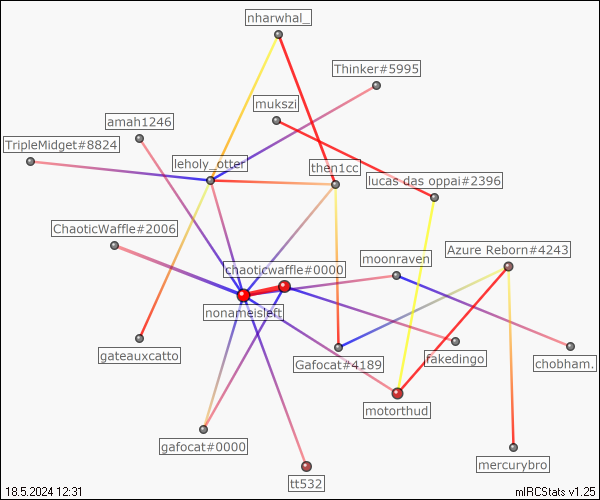 nharwhal_
Thinker#5995
mukszi
amah1246
TripleMidget#8824
leholy_otter
then1cc
lucas das oppai#2396
ChaoticWaffle#2006
Azure Reborn#4243
moonraven
chaoticwaffle#0000
nonameisleft
gateauxcatto
Gafocat#4189
rakedingo
chobham.
motorthud
gafocat#0000
mercurybro
tt532
18.5.2024 12:31
mIRCStats v1.25